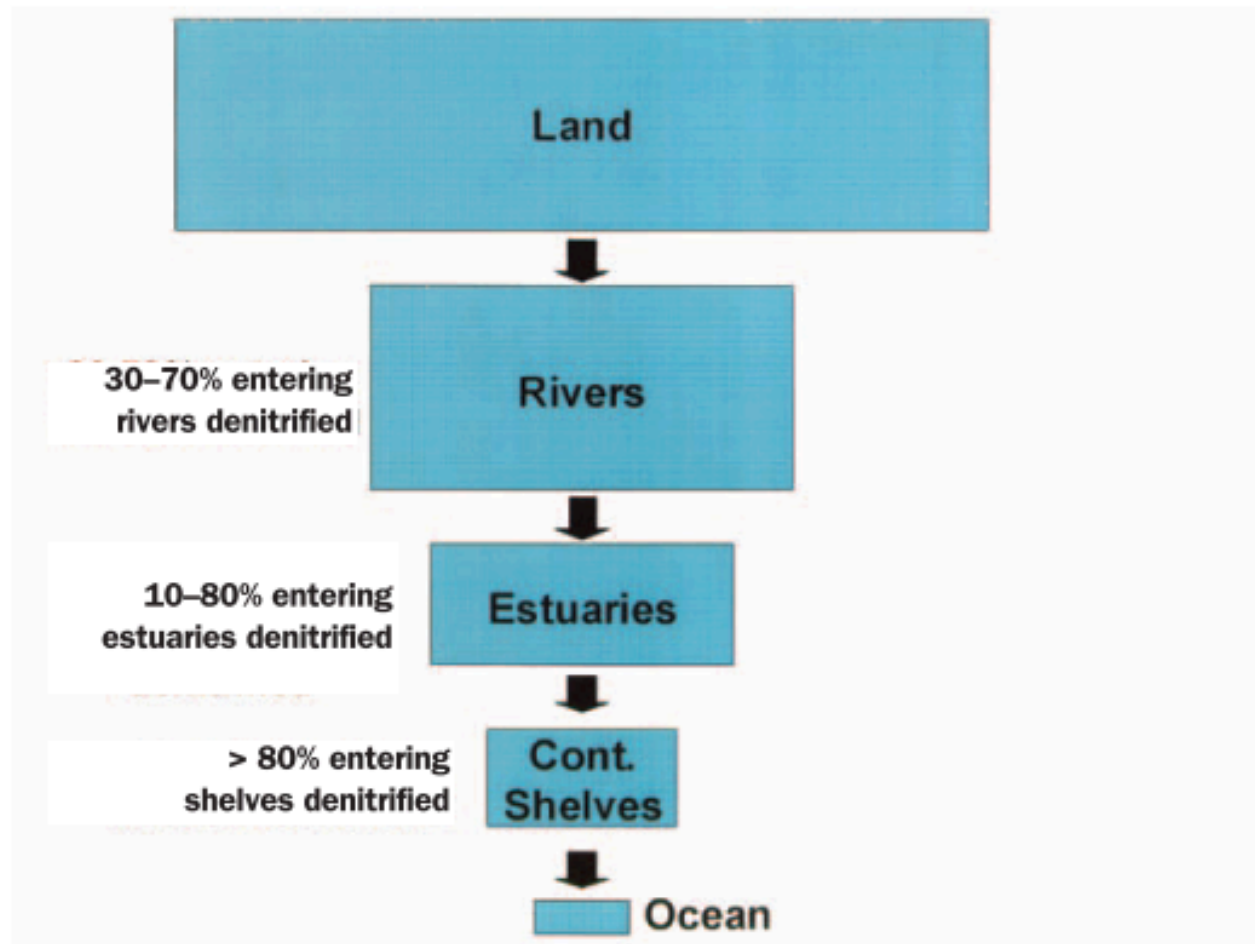 Land
30–70% entering
rivers denitrified
Rivers
10–80% entering
estuaries denitrified
Estuaries
> 80% entering
shelves denitrified
Cont.
Shelves
Ocean